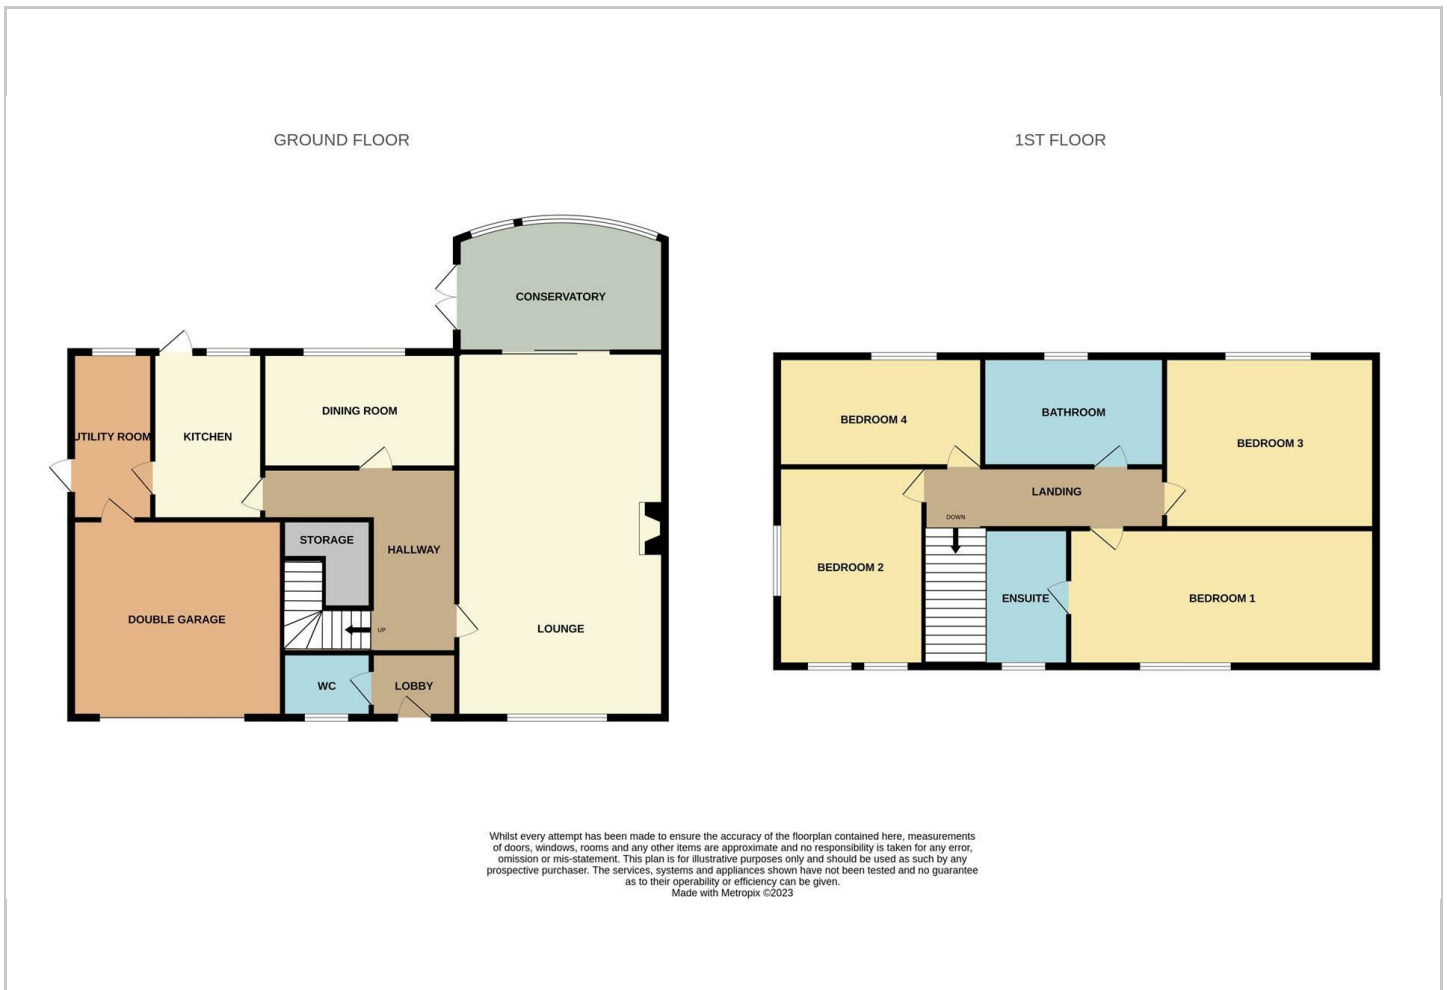 GROUND FLOOR
1ST FLOOR
CONSERVATORY
UTILITY ROOM
KITCHEN
DINING ROOM
STORAGE
HALLWAY
DOUBLE GARAGE
UP
LOUNGE
WC
LOBBY
BEDROOM 4
BATHROOM
BEDROOM 3
LANDING
DOWN
BEDROOM 2
ENSUITE
BEDROOM 1
Whilst every attempt has been made to ensure the accuracy of the floorplan contained here, measurements
of doors, windows, rooms and any other items are approximate and no responsibility is taken for any error,
omission or mis-statement. This plan is for illustrative purposes only and should be used as such by any
prospective purchaser. The services, systems and appliances shown have not been tested and no guarantee
as to their operability or efficiency can be given.
Made with Metropix ©2023